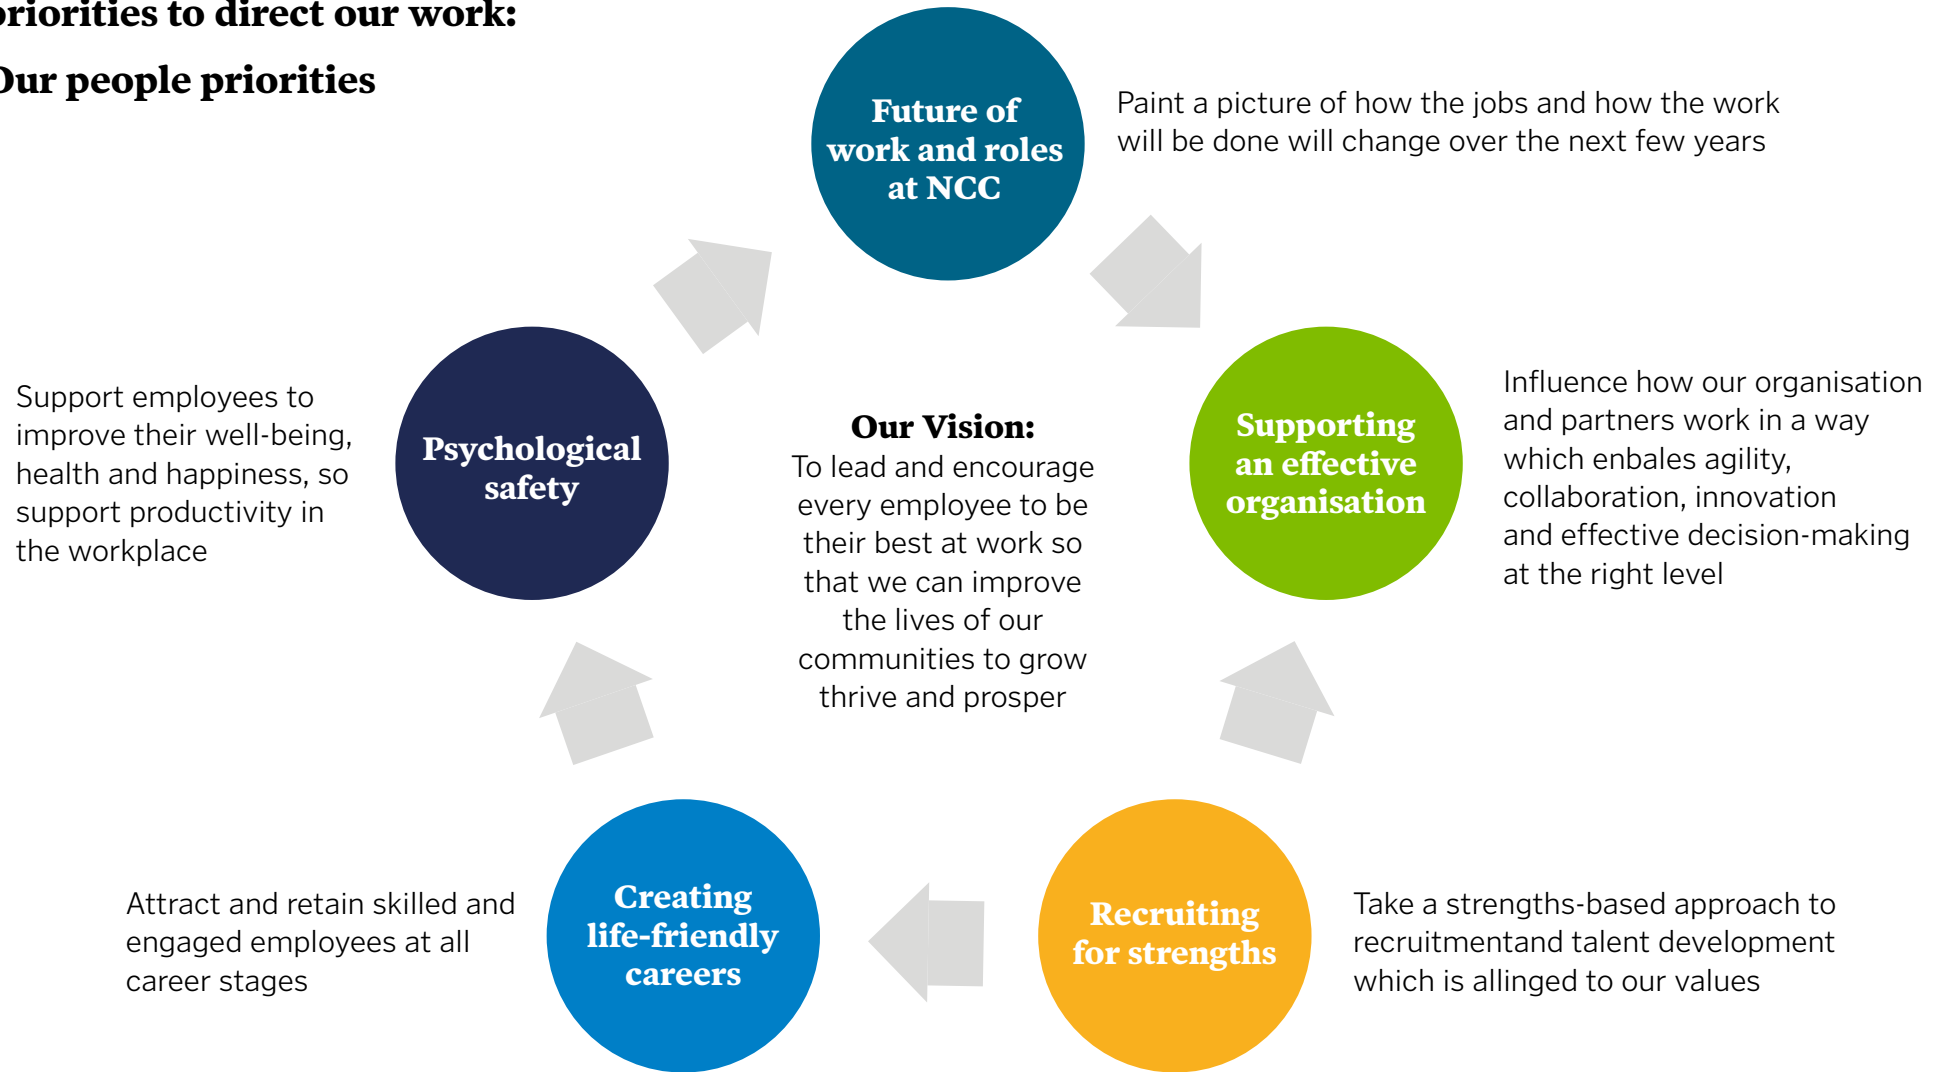 priorities to direct our work:
Our people priorities
Future of
work and roles
at NCC
Paint a picture of how the jobs and how the work
will be done will change over the next few years
Supporting
an effective
organisation
Influence how our organisation
and partners work in a way
which enbales agility,
collaboration, innovation
and effective decision-making
at the right level
Recruiting
for strengths
Take a strengths-based approach to
recruitmentand talent development
which is allinged to our values
Creating
life-friendly
careers
Attract and retain skilled and
engaged employees at all
career stages
Psychological
safety
Support employees to
improve their well-being,
health and happiness, so
support productivity in
the workplace
Our Vision:
To lead and encourage
every employee to be
their best at work so
that we can improve
the lives of our
communities to grow
thrive and prosper